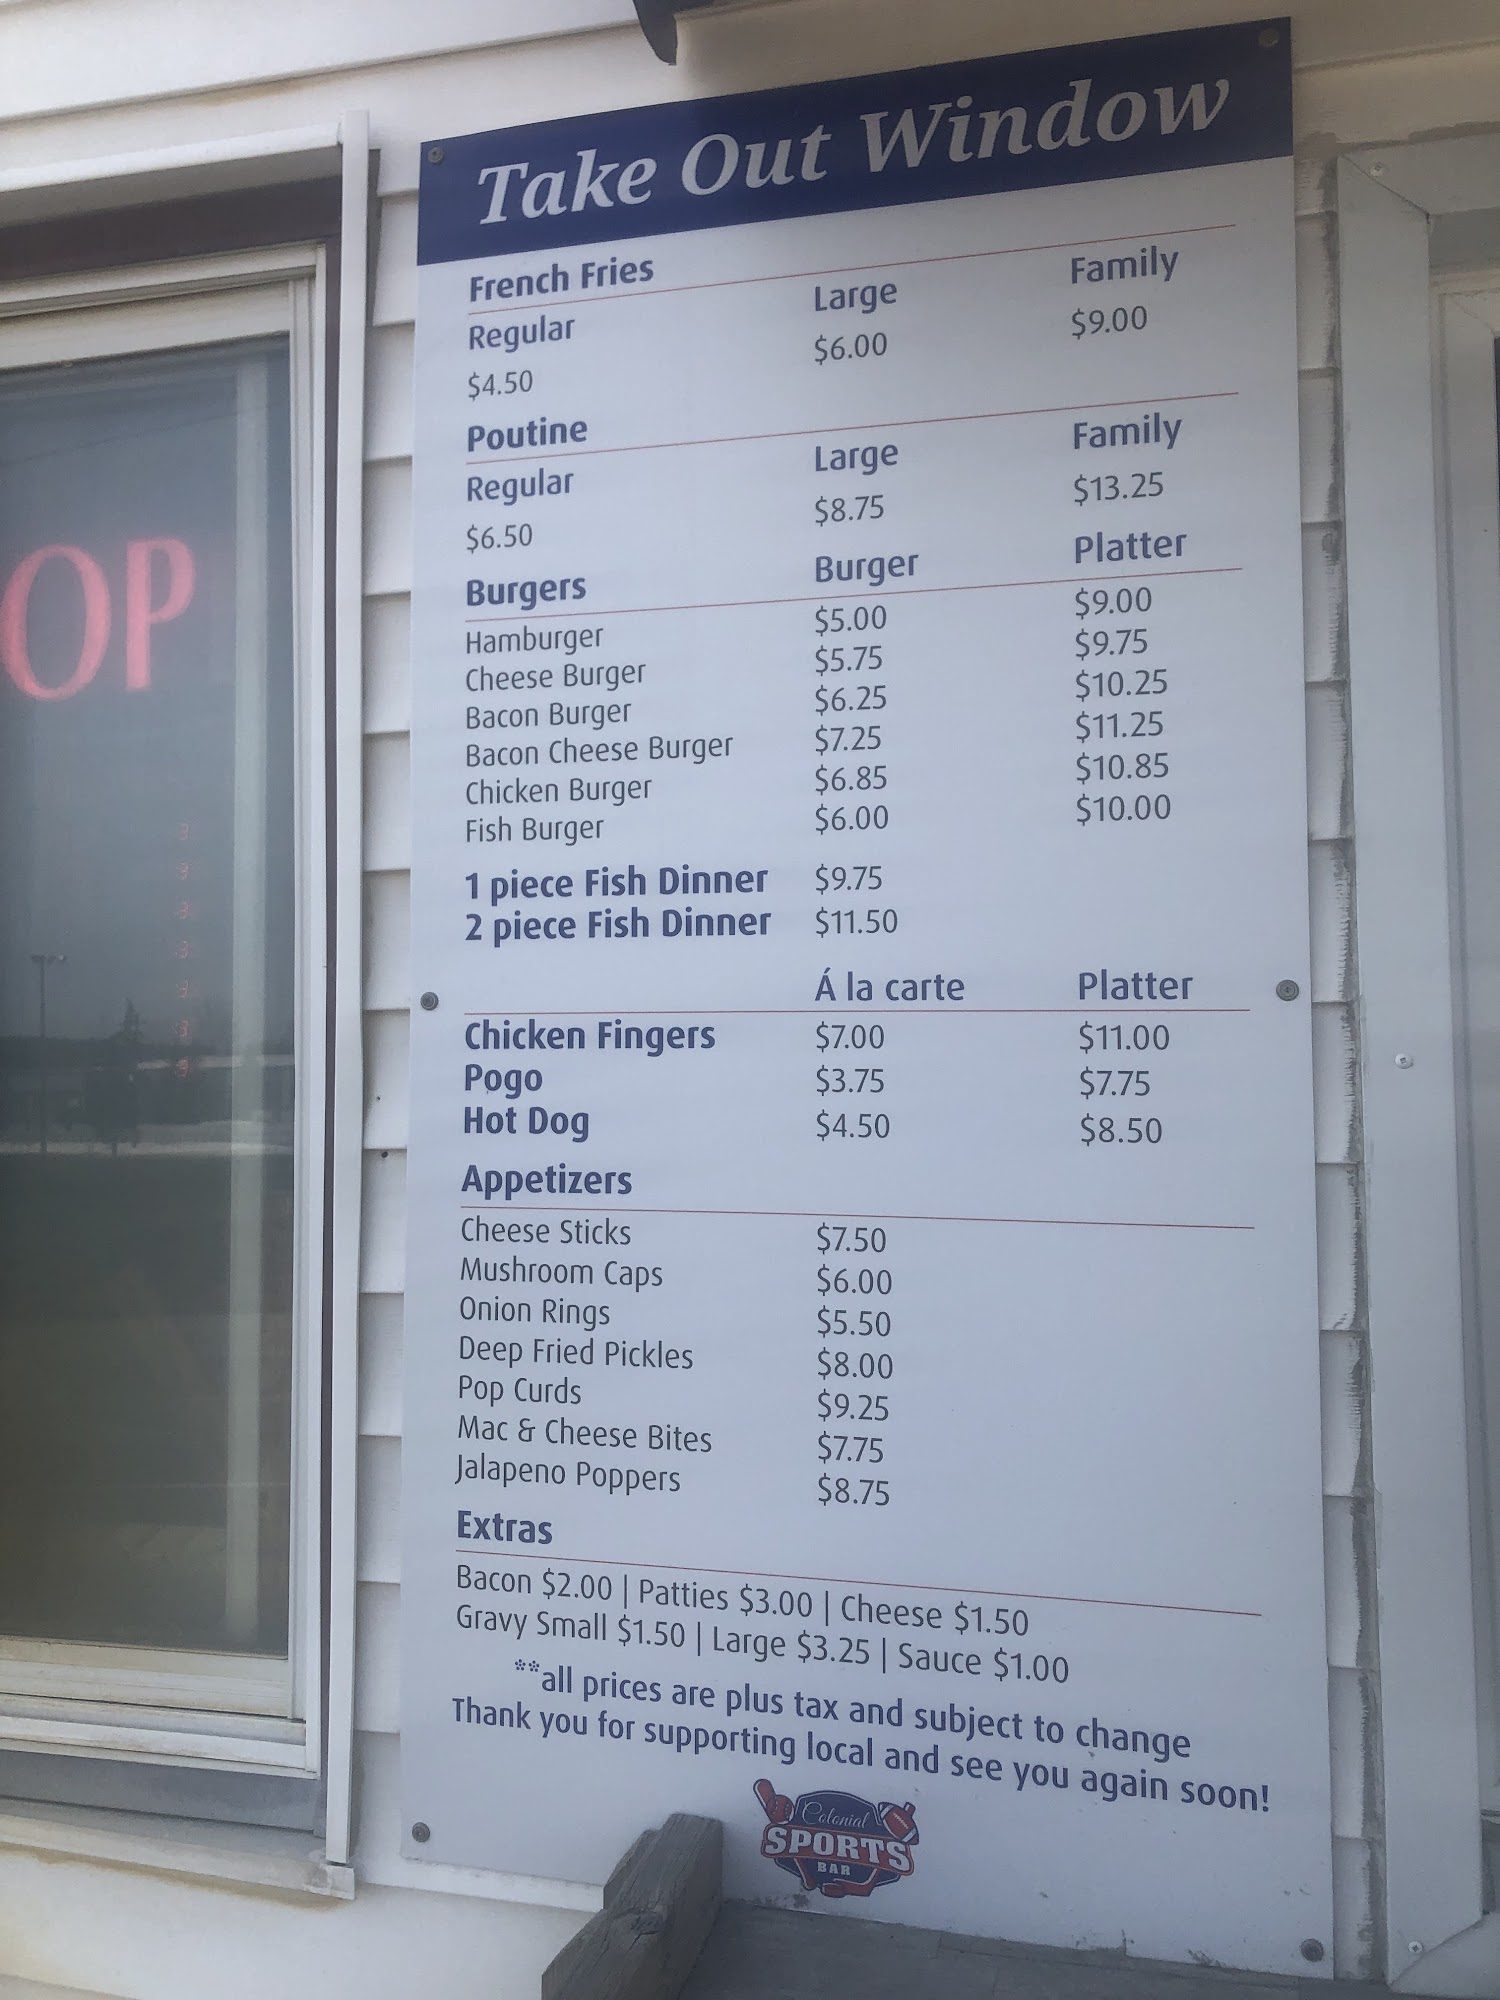 Take Out Window
French Fries
Regular Large Family
$4.50 $6.00 $9.00
Poutine
Regular Large Family
$6.50 $8.75 $13.25
Burgers Burger Platter
Hamburger $5.00 $9.00
Cheese Burger $5.75 $9.75
Bacon Burger $6.25 $10.25
Bacon Cheese Burger $7.25 $11.25
Chicken Burger $6.85 $10.85
Fish Burger $6.00 $10.00
1 piece Fish Dinner $9.75
2 piece Fish Dinner $11.50
Á la carte Platter
Chicken Fingers $7.00 $11.00
Pogo $3.75 $7.75
Hot Dog $4.50 $8.50
Appetizers
Cheese Sticks $7.50
Mushroom Caps $6.00
Onion Rings $5.50
Deep Fried Pickles $8.00
Pop Curds $9.25
Mac & Cheese Bites $7.75
Jalapeno Poppers $8.75
Extras
Bacon $2.00 | Patties $3.00 | Cheese $1.50
Gravy Small $1.50 | Large $3.25 | Sauce $1.00
**all prices are plus tax and subject to change
Thank you for supporting local and see you again soon!
Colonial
SPORTS
BAR
OP